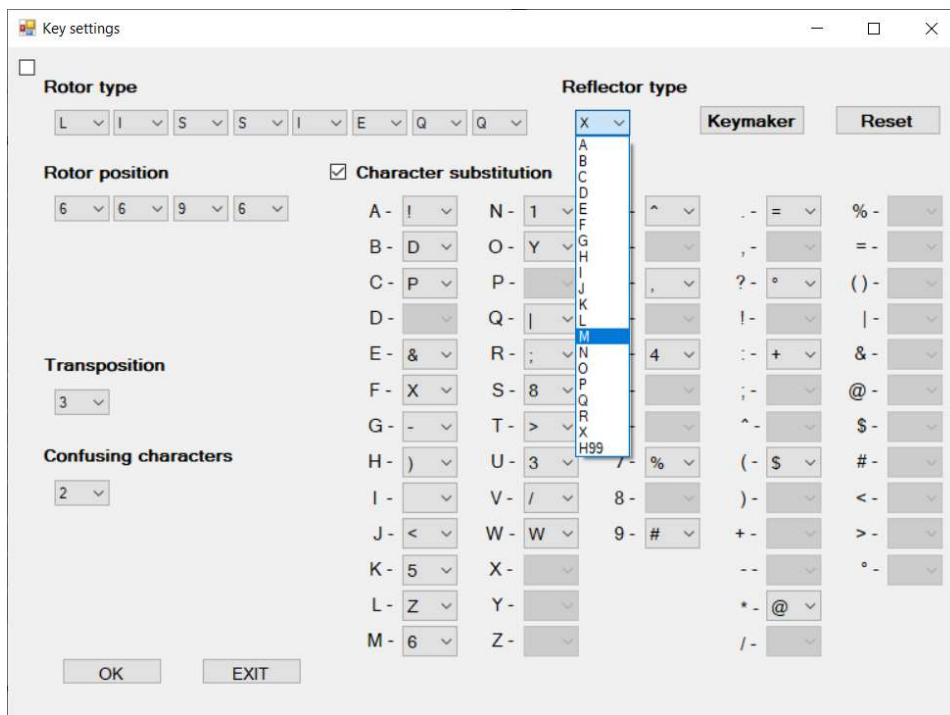 Key settings
Rotor type
Reflector type
L I S S I E Q Q
X
Keymaker
Reset
Rotor position
6 6 9 6
Transposition
3
Confusing characters
2
Character substitution
A - !
B - D
C - P
D -
E - &
F - X
G - -
H - )
I -
J - <
K - 5
L - Z
M - 6
N - 1
O - Y
P -
Q - |
R - ;
S - 8
T - >
U - 3
V - /
W - W
X -
Y -
Z -
A
B
C
D
E
F
G
H
I
J
K
L
M
N
O
P
Q
R
X
H99
^
,
4
7 - %
8 -
9 - #
. - =
, -
? - °
! -
: - +
; -
^ -
( - $
) -
+ -
- -
* - @
/ -
% -
= -
( ) -
| -
& -
@ -
$ -
# -
< -
> -
° -
OK
EXIT